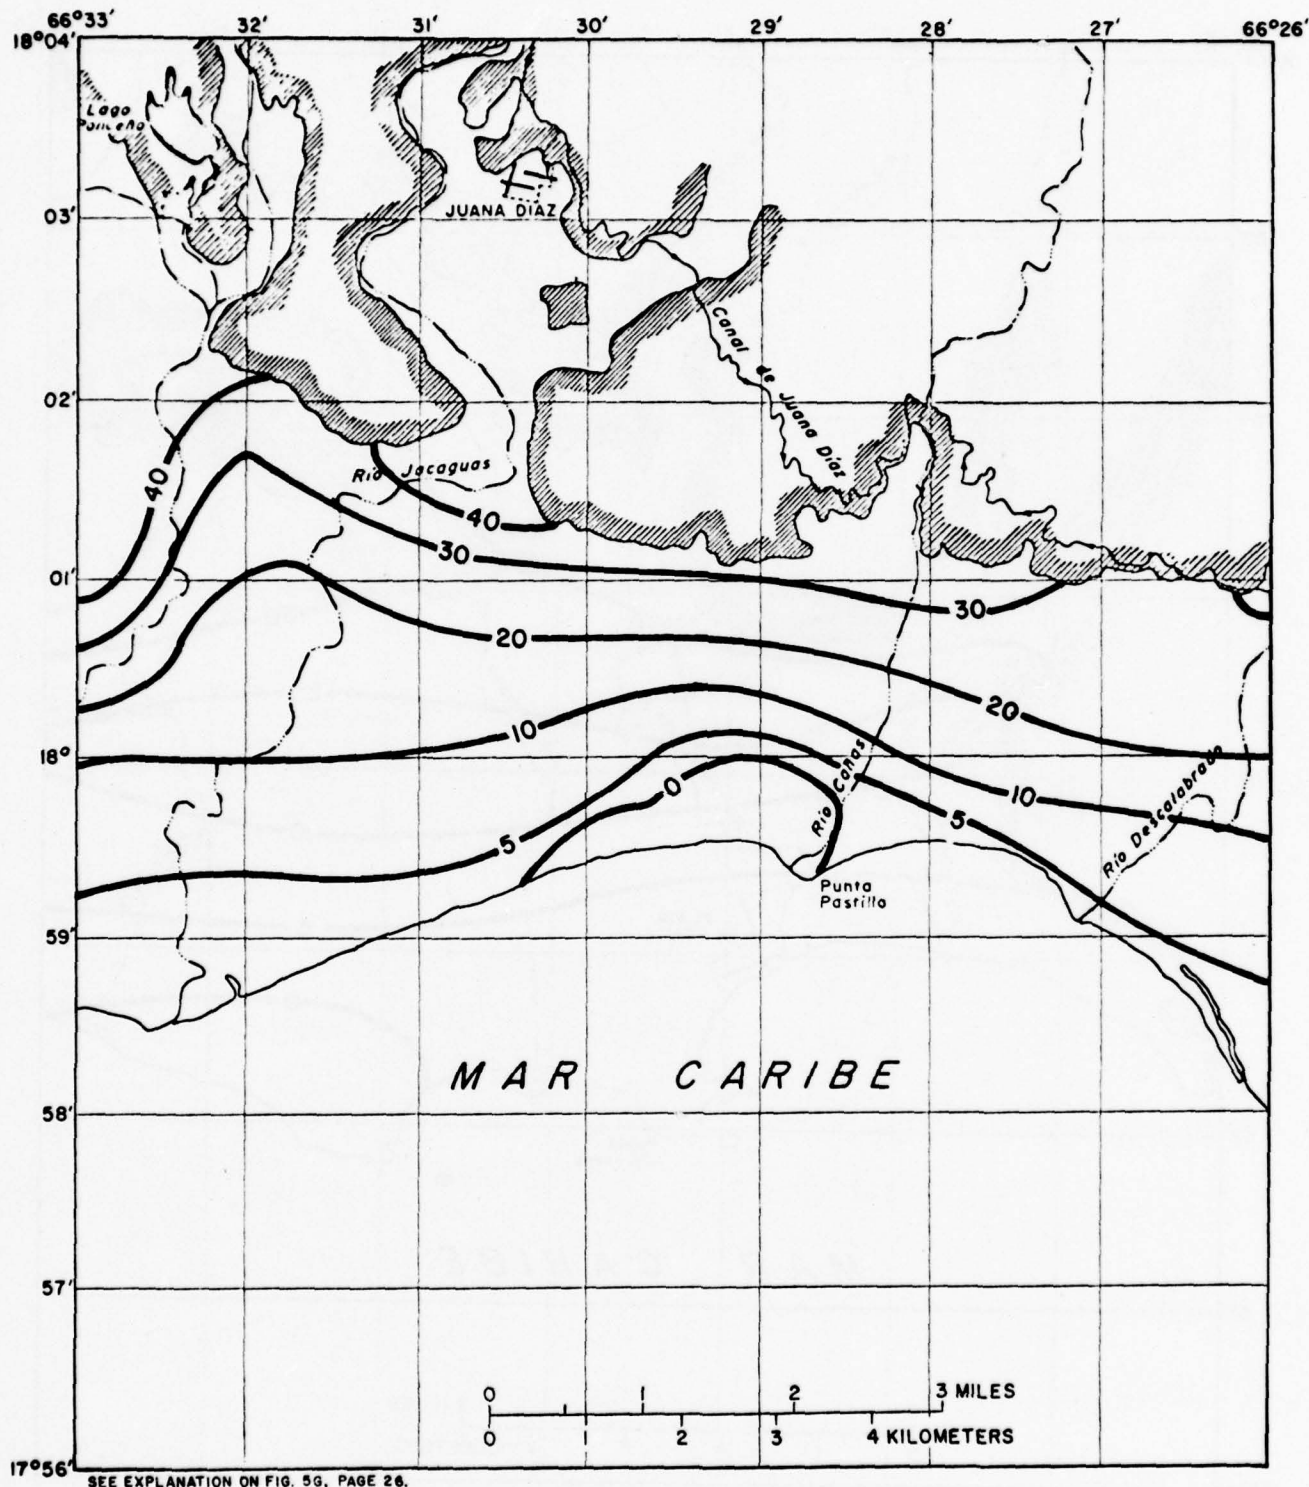 66°33′ 32′ 31′ 30′ 29′ 28′ 27′ 66°26′
18°04′
Lago
Ponceño
JUANA DIAZ
03′
Canal de Juana Díaz
02′
Río Jacaguas
40
40
30
01′
30
20
20
10
18°
10
0
5
5
Río Cañas
Río Descalabrado
Punta
Pastillo
59′
MAR CARIBE
58′
57′
0 1 2 3 MILES
0 1 2 3 4 KILOMETERS
17°56′
SEE EXPLANATION ON FIG. 5G, PAGE 26.